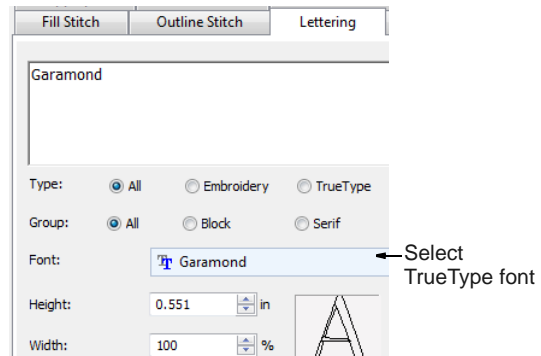 Fill Stitch Outline Stitch Lettering
Garamond
Type: All Embroidery TrueType
Group: All Block Serif
Font: Garamond
Select
TrueType font
Height: 0.551 in
Width: 100 %